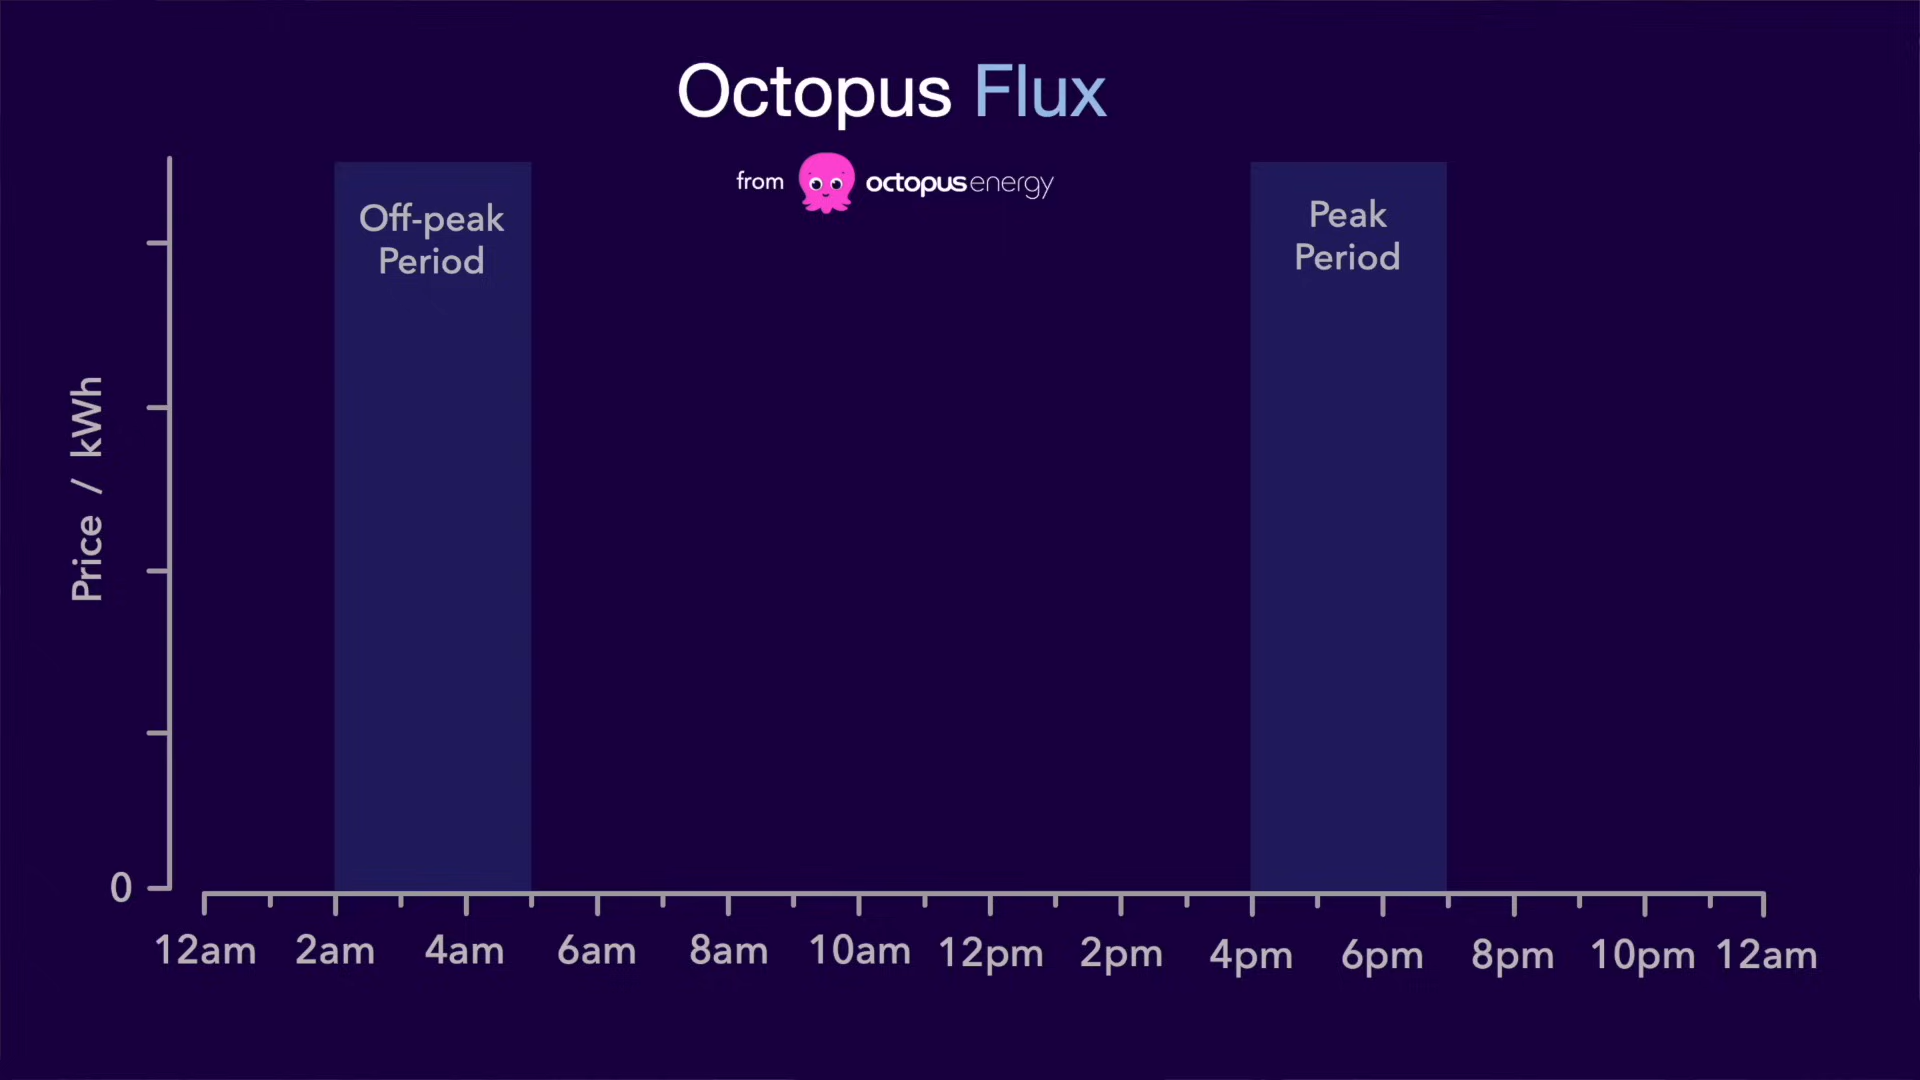 Octopus Flux
from octopusenergy
Off-peak
Period
Peak
Period
Price / kWh
0
12am 2am 4am 6am 8am 10am 12pm 2pm 4pm 6pm 8pm 10pm 12am